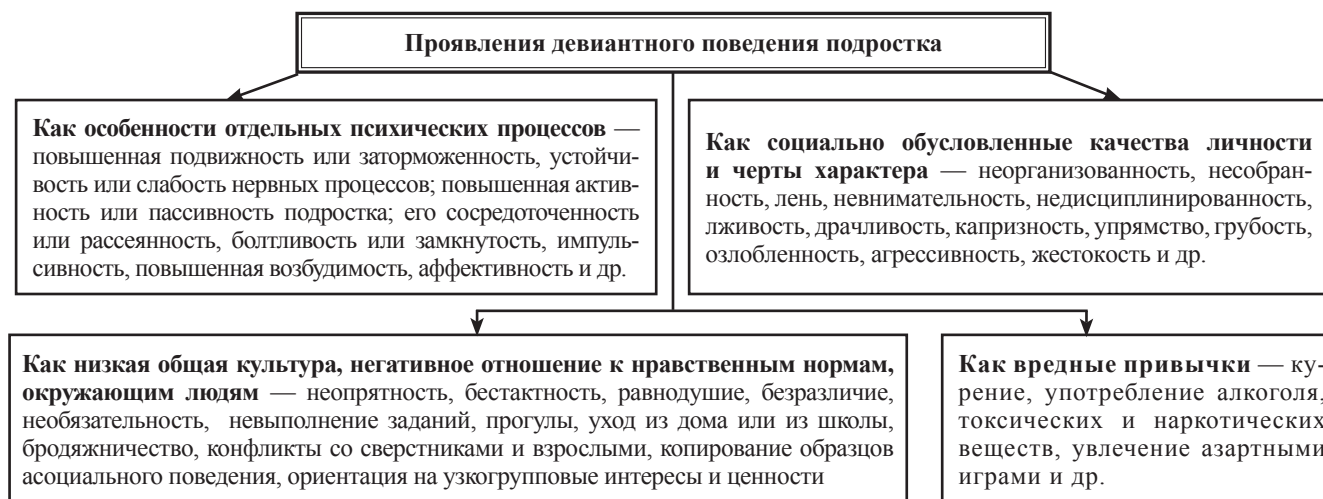 Проявления девиантного поведения подростка
Как особенности отдельных психических процессов —
повышенная подвижность или заторможенность, устойчи-
вость или слабость нервных процессов; повышенная актив-
ность или пассивность подростка; его сосредоточенность
или рассеянность, болтливость или замкнутость, импуль-
сивность, повышенная возбудимость, аффективность и др.
Как социально обусловленные качества личности
и черты характера — неорганизованность, несобран-
ность, лень, невнимательность, недисциплинированность,
лживость, драчливость, капризность, упрямство, грубость,
озлобленность, агрессивность, жестокость и др.
Как низкая общая культура, негативное отношение к нравственным нормам,
окружающим людям — неопрятность, бестактность, равнодушие, безразличие,
необязательность, невыполнение заданий, прогулы, уход из дома или из школы,
бродяжничество, конфликты со сверстниками и взрослыми, копирование образцов
асоциального поведения, ориентация на узкогрупповые интересы и ценности
Как вредные привычки — ку-
рение, употребление алкоголя,
токсических и наркотических
веществ, увлечение азартными
играми и др.